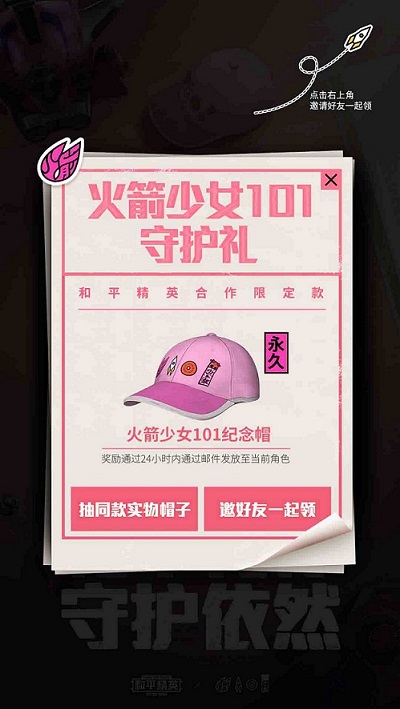 点击右上角
邀请好友一起领
火箭
火箭少女101
守护礼
和平精英合作限定款
永久
火箭少女101纪念帽
奖励通过24小时内通过邮件发放至当前角色
抽同款实物帽子
邀好友一起领
守护依然
和平精英